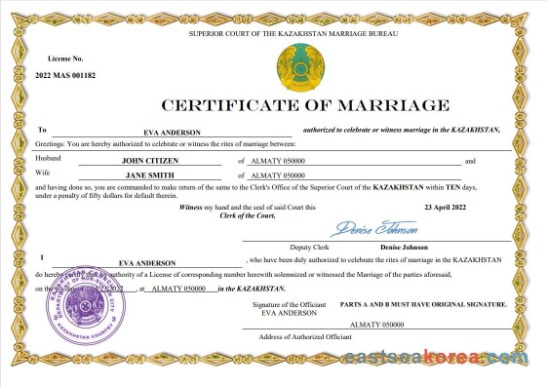 SUPERIOR COURT OF THE KAZAKHSTAN MARRIAGE BUREAU
License No.
2022 MAS 001182
CERTIFICATE OF MARRIAGE
To EVA ANDERSON authorized to celebrate or witness marriage in the KAZAKHSTAN,
Greetings: You are hereby authorized to celebrate or witness the rites of marriage between:
Husband JOHN CITIZEN of ALMATY 050000 and
Wife JANE SMITH of ALMATY 050000
and having done so, you are commanded to make return of the same to the Clerk's Office of the Superior Court of the KAZAKHSTAN within TEN days,
under a penalty of fifty dollars for default therein.
Witness my hand and the seal of said Court this 23 April 2022
Clerk of the Court,
Denise Johnson
Deputy Clerk Denise Johnson
I EVA ANDERSON , who have been duly authorized to celebrate the rites of marriage in the KAZAKHSTAN
do hereby certify that by authority of a License of corresponding number herewith solemnized or witnessed the Marriage of the parties aforesaid,
on the 2022 , at ALMATY 050000 in the KAZAKHSTAN.
Signature of the Officiant PARTS A AND B MUST HAVE ORIGINAL SIGNATURE.
EVA ANDERSON
ALMATY 050000
Address of Authorized Officiant
eastseakorea.com